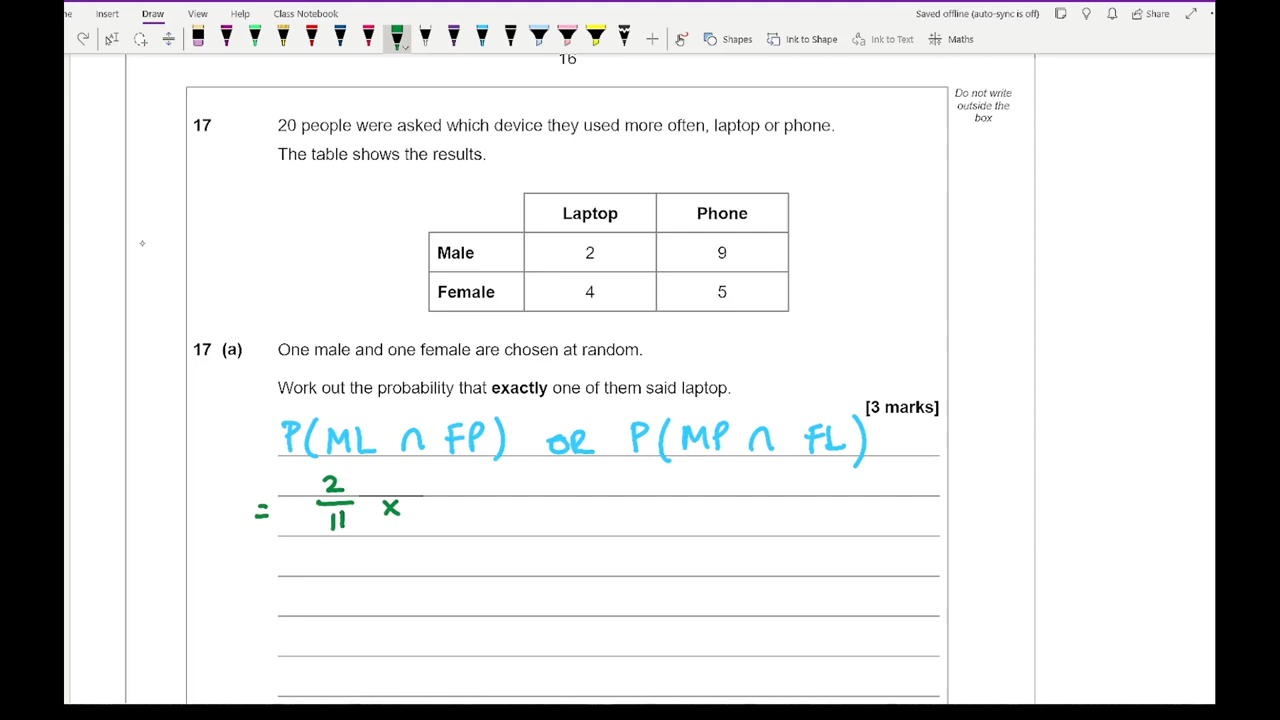 me Insert Draw View Help Class Notebook Saved offline (auto-sync is off) Share
Shapes Ink to Shape Ink to Text Maths
16
Do not write
outside the
box
17 20 people were asked which device they used more often, laptop or phone.
The table shows the results.
Laptop Phone
Male 2 9
Female 4 5
17 (a) One male and one female are chosen at random.
Work out the probability that exactly one of them said laptop.
[3 marks]
P(ML ∩ FP) OR P(MP ∩ FL)
= 2/11 ×